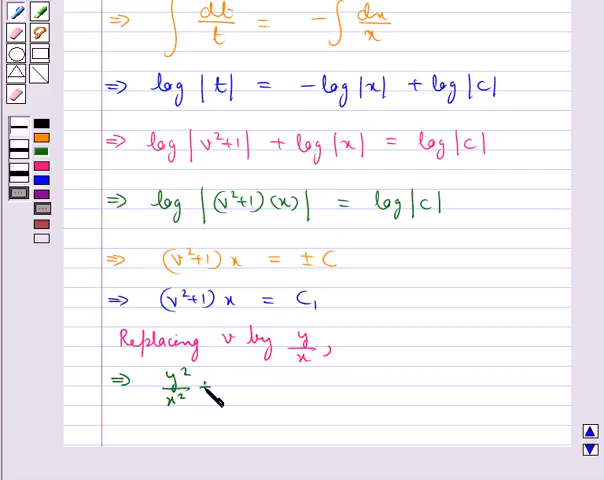 ⇒ ∫ dt/t = -∫ dx/x
⇒ log |t| = -log|x| + log|c|
⇒ log |v²+1| + log|x| = log|c|
⇒ log |(v²+1)(x)| = log|c|
⇒ (v²+1)x = ± C
⇒ (v²+1)x = C₁
Replacing v by y/x,
⇒ y²/x² +